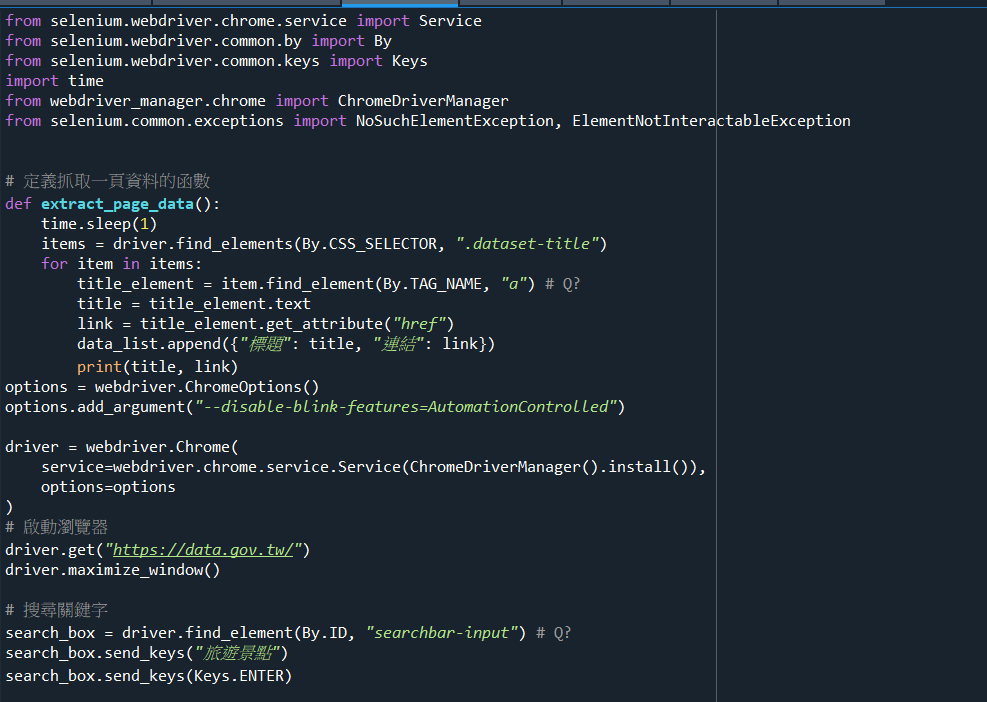 from selenium.webdriver.chrome.service import Service
from selenium.webdriver.common.by import By
from selenium.webdriver.common.keys import Keys
import time
from webdriver_manager.chrome import ChromeDriverManager
from selenium.common.exceptions import NoSuchElementException, ElementNotInteractableException
# 定義抓取一頁資料的函數
def extract_page_data():
    time.sleep(1)
    items = driver.find_elements(By.CSS_SELECTOR, ".dataset-title")
    for item in items:
        title_element = item.find_element(By.TAG_NAME, "a") # Q?
        title = title_element.text
        link = title_element.get_attribute("href")
        data_list.append({"標題": title, "連結": link})
        print(title, link)
options = webdriver.ChromeOptions()
options.add_argument("--disable-blink-features=AutomationControlled")
driver = webdriver.Chrome(
    service=webdriver.chrome.service.Service(ChromeDriverManager().install()),
    options=options
)
# 啟動瀏覽器
driver.get("https://data.gov.tw/")
driver.maximize_window()
# 搜尋關鍵字
search_box = driver.find_element(By.ID, "searchbar-input") # Q?
search_box.send_keys("旅遊景點")
search_box.send_keys(Keys.ENTER)